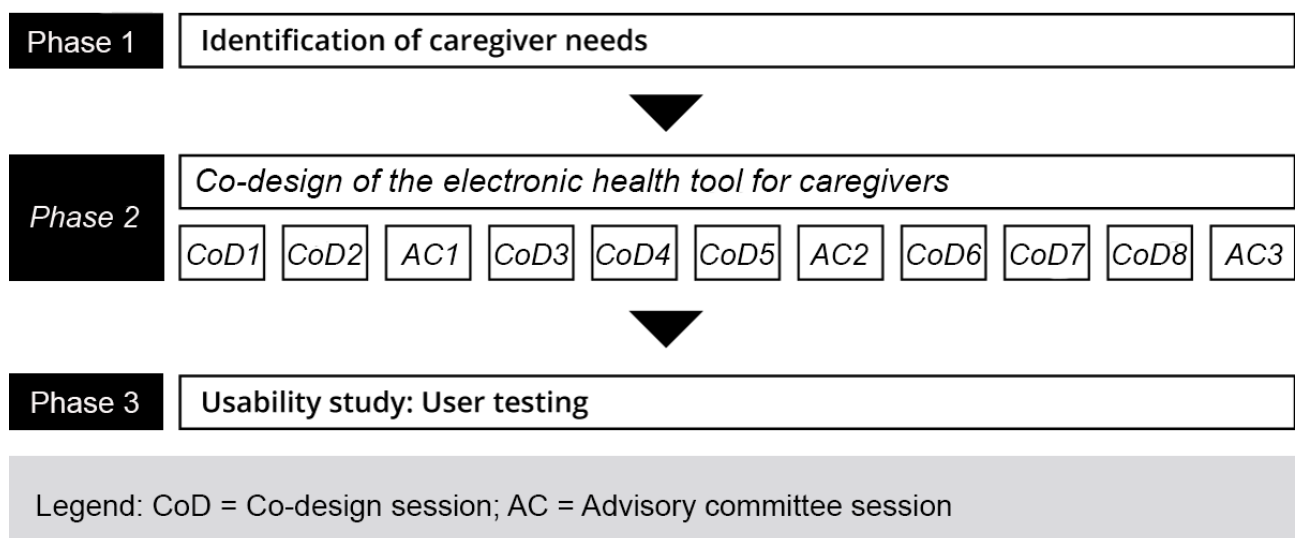 Phase 1
Identification of caregiver needs
Phase 2
Co-design of the electronic health tool for caregivers
CoD1 CoD2 AC1 CoD3 CoD4 CoD5 AC2 CoD6 CoD7 CoD8 AC3
Phase 3
Usability study: User testing
Legend: CoD = Co-design session; AC = Advisory committee session